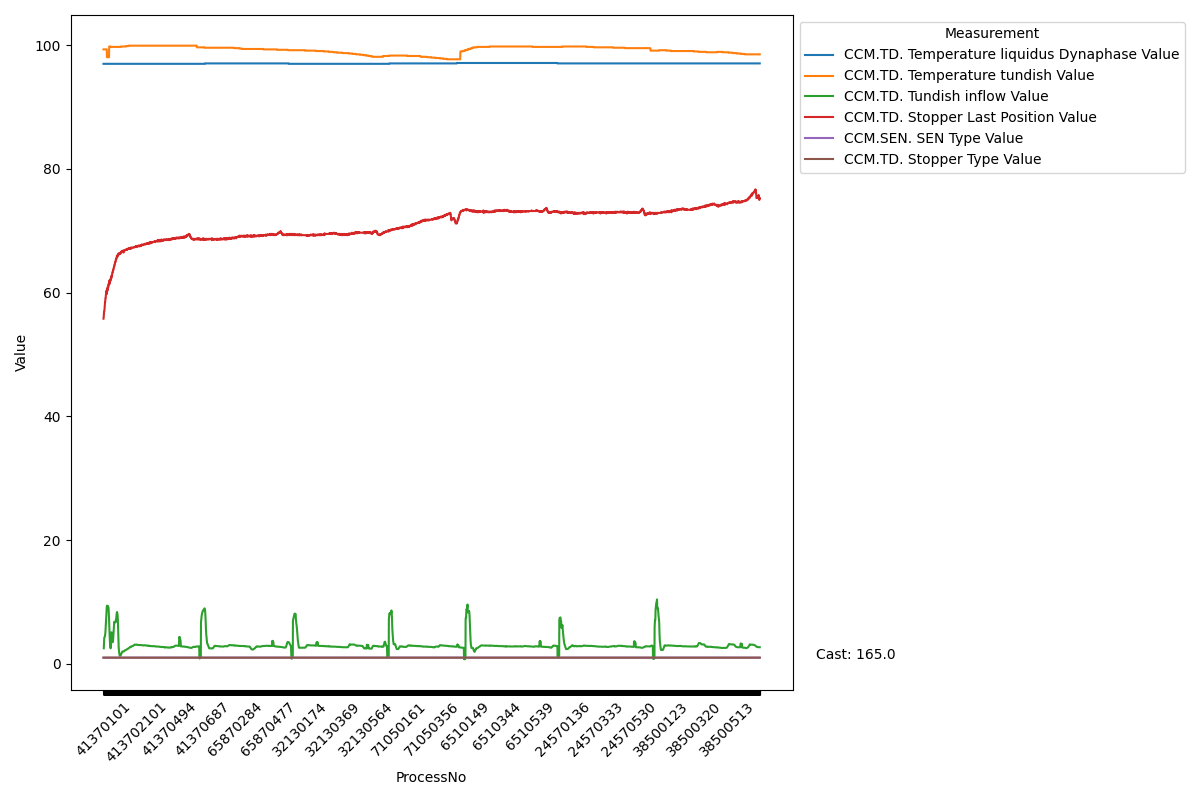 Measurement
CCM.TD. Temperature liquidus Dynaphase Value
CCM.TD. Temperature tundish Value
CCM.TD. Tundish inflow Value
CCM.TD. Stopper Last Position Value
CCM.SEN. SEN Type Value
CCM.TD. Stopper Type Value
100
80
60
40
20
0
Value
Cast: 165.0
41370101
413702101
41370494
41370687
65870284
65870477
32130174
32130369
32130564
71050161
71050356
6510149
6510344
6510539
24570136
24570333
24570530
38500123
38500320
38500513
ProcessNo